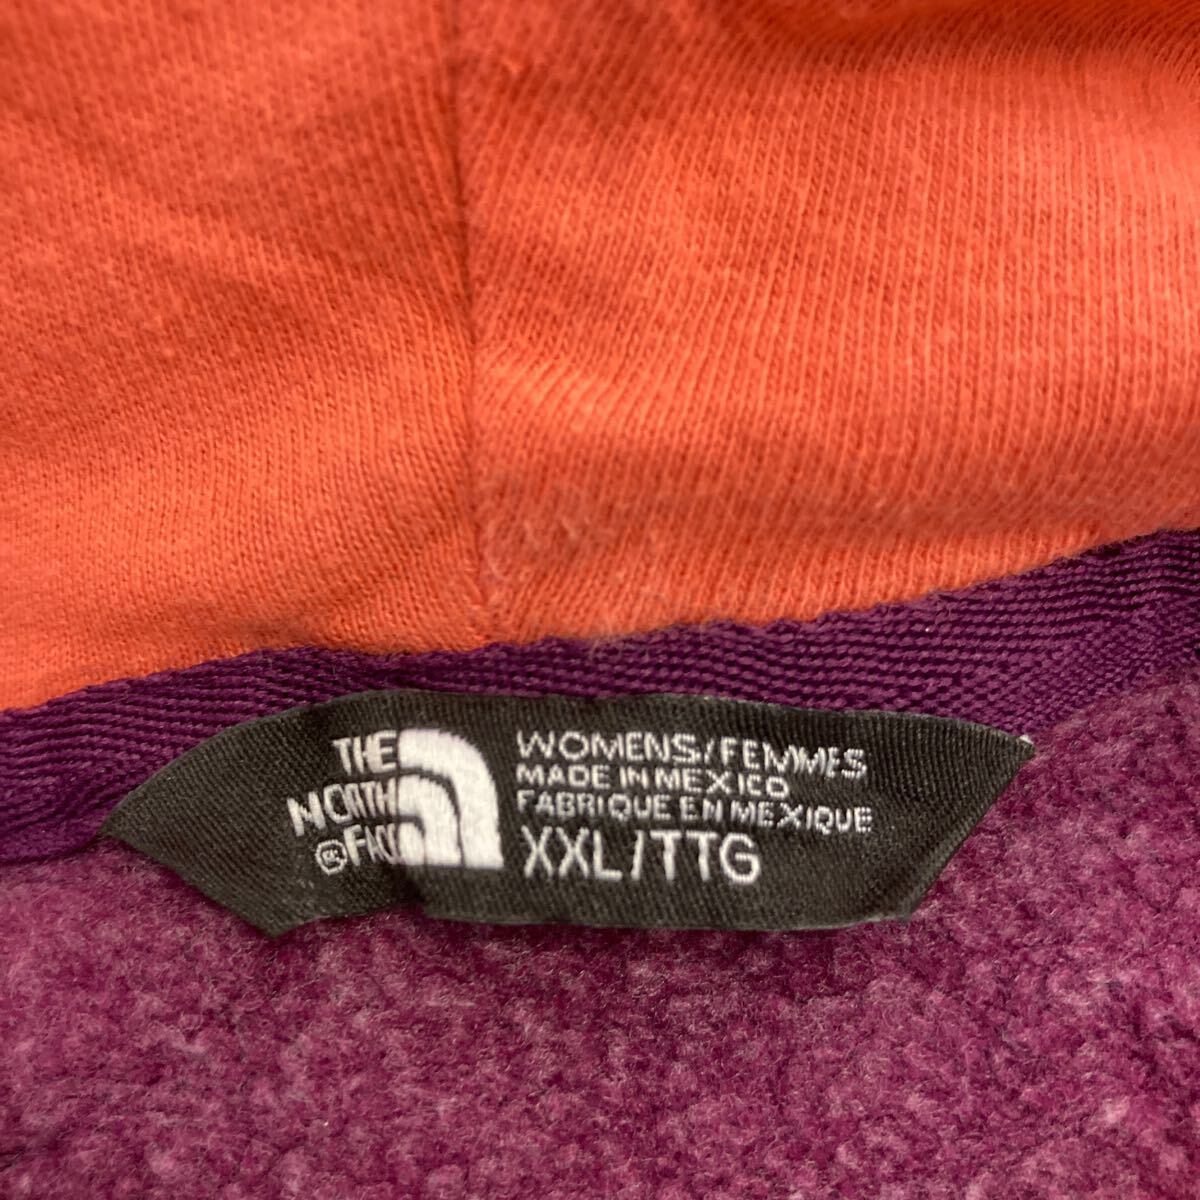 THE
NORTH
FACE
WOMENS/FEMMES
MADE IN MEXICO
FABRIQUE EN MEXIQUE
XXL/TTG